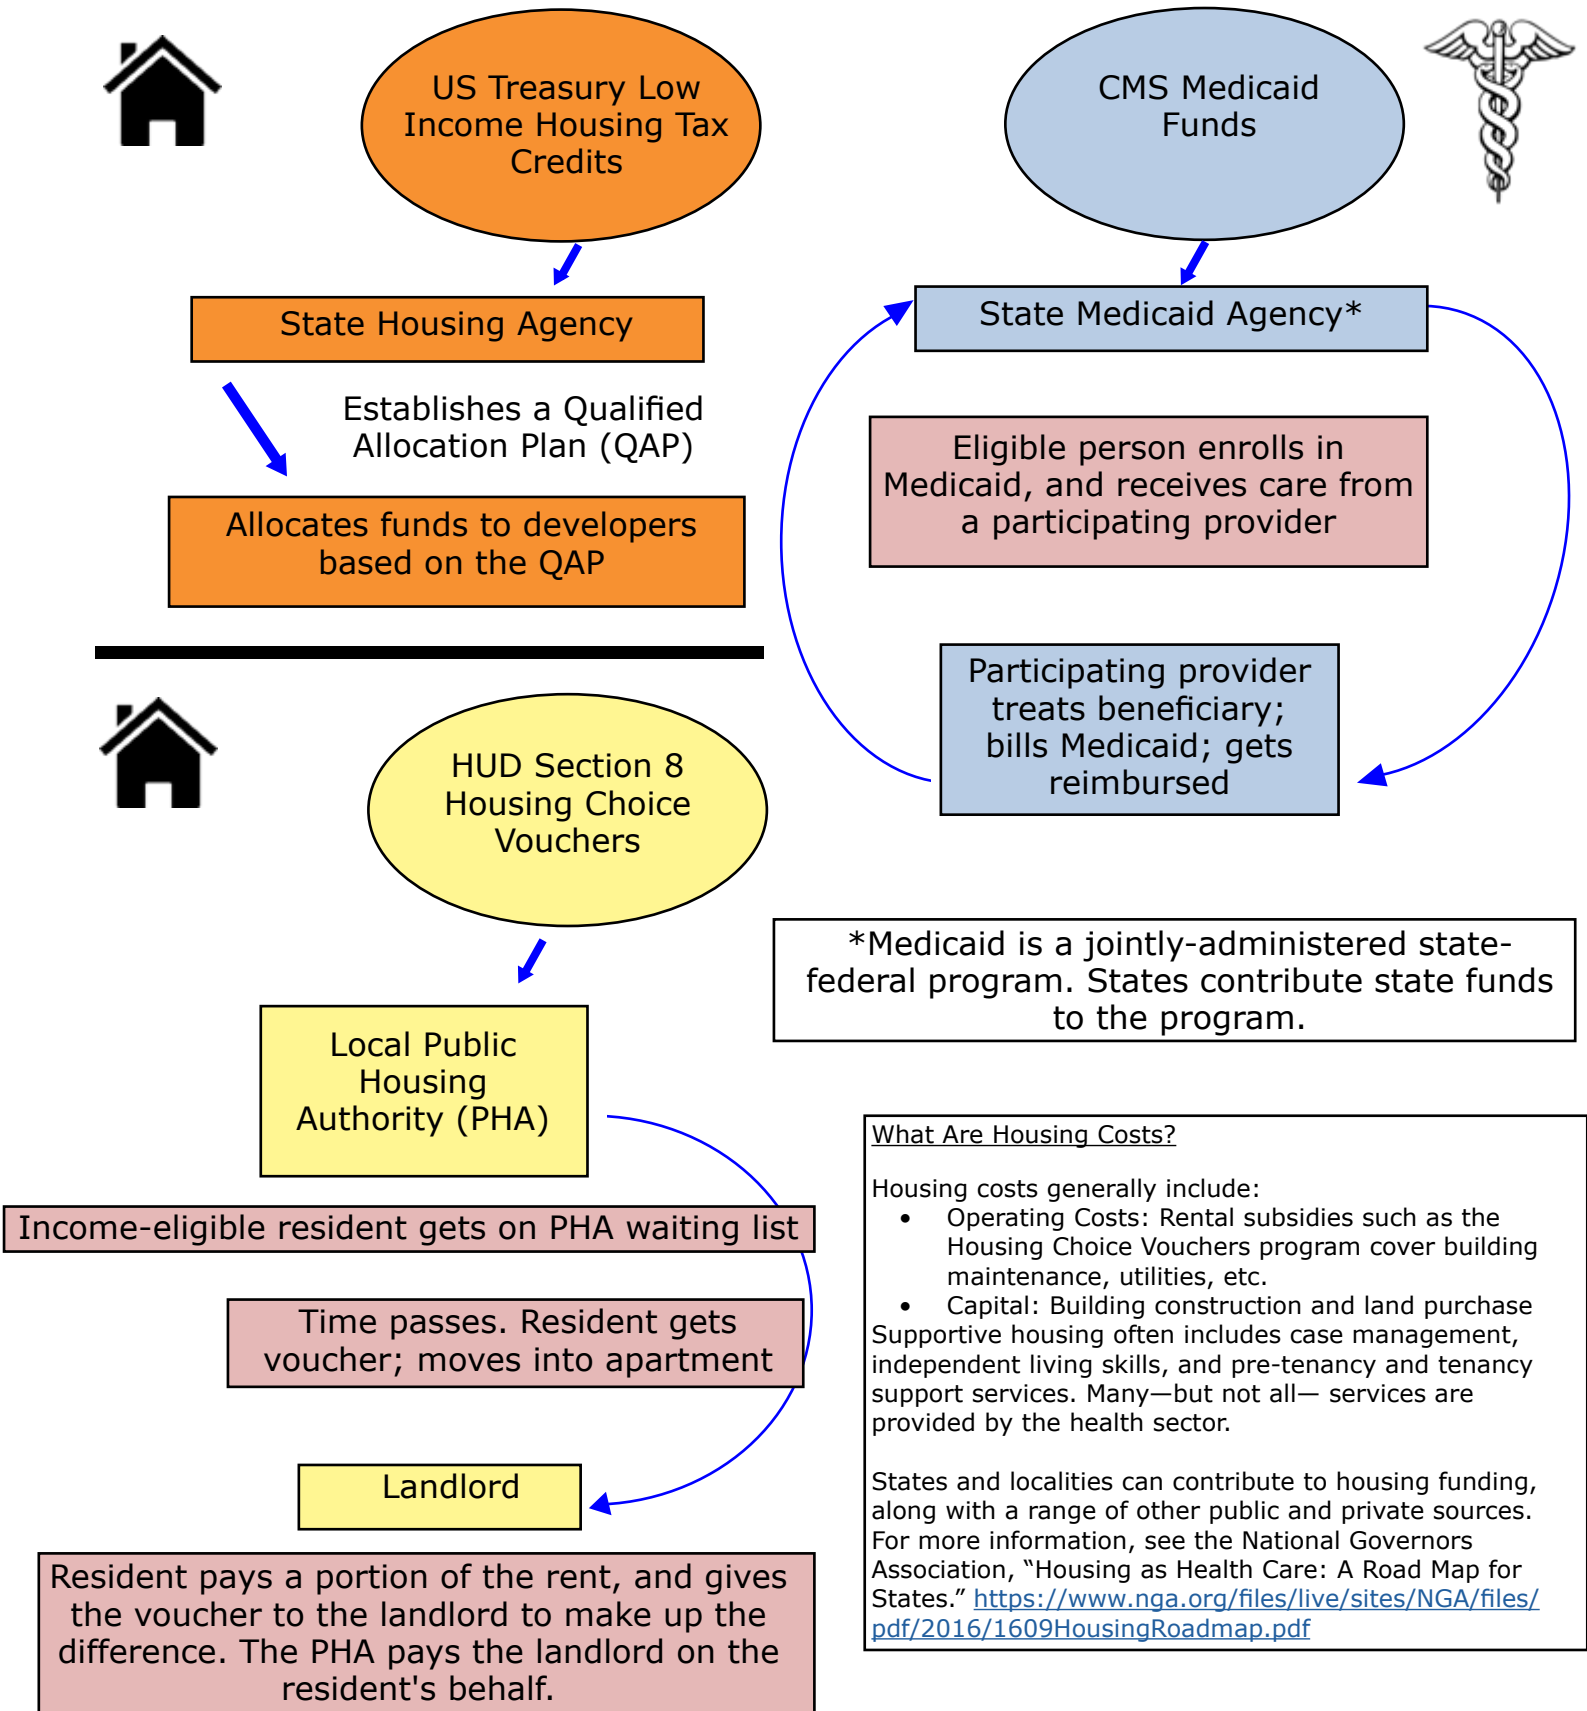 US Treasury Low
Income Housing Tax
Credits
CMS Medicaid
Funds
State Housing Agency
State Medicaid Agency*
Establishes a Qualified
Allocation Plan (QAP)
Allocates funds to developers
based on the QAP
Eligible person enrolls in
Medicaid, and receives care from
a participating provider
Participating provider
treats beneficiary;
bills Medicaid; gets
reimbursed
HUD Section 8
Housing Choice
Vouchers
*Medicaid is a jointly-administered state-
federal program. States contribute state funds
to the program.
Local Public
Housing
Authority (PHA)
Income-eligible resident gets on PHA waiting list
Time passes. Resident gets
voucher; moves into apartment
Landlord
Resident pays a portion of the rent, and gives
the voucher to the landlord to make up the
difference. The PHA pays the landlord on the
resident's behalf.
What Are Housing Costs?
Housing costs generally include:
• Operating Costs: Rental subsidies such as the
Housing Choice Vouchers program cover building
maintenance, utilities, etc.
• Capital: Building construction and land purchase
Supportive housing often includes case management,
independent living skills, and pre-tenancy and tenancy
support services. Many—but not all— services are
provided by the health sector.
States and localities can contribute to housing funding,
along with a range of other public and private sources.
For more information, see the National Governors
Association, “Housing as Health Care: A Road Map for
States.” https://www.nga.org/files/live/sites/NGA/files/
pdf/2016/1609HousingRoadmap.pdf